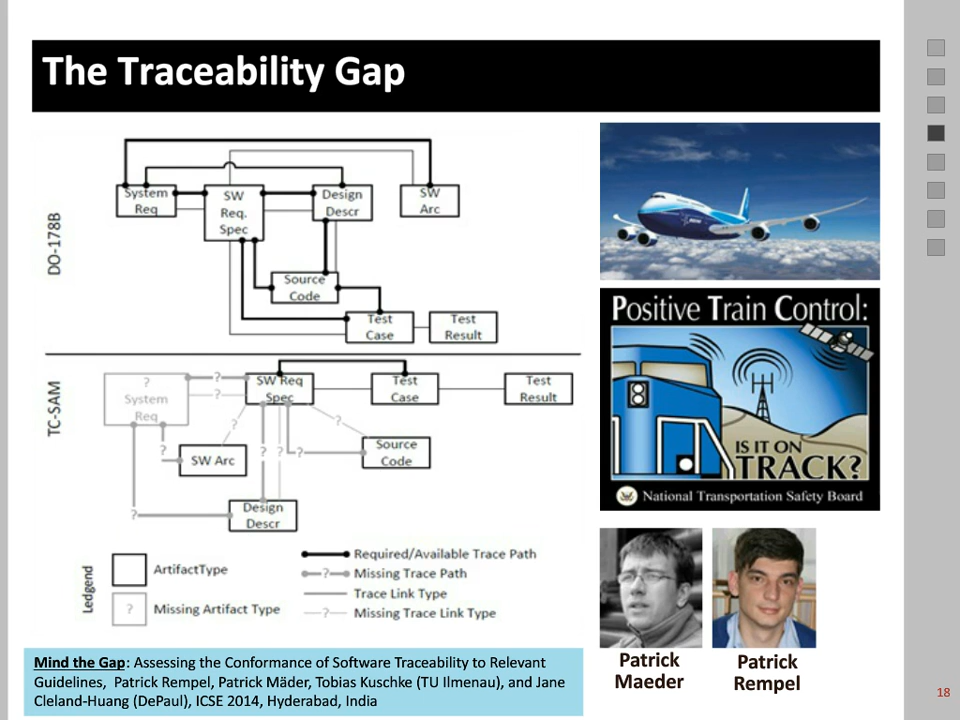 The Traceability Gap
DO-178B
System
Req
SW
Req.
Spec
Design
Descr
SW
Arc
Source
Code
Test
Case
Test
Result
TC-SAM
?
System
Req
?
?
SW Req
Spec
Test
Case
Test
Result
?
?
?
?
?
?
SW Arc
Source
Code
?
Design
Descr
Ledgend
ArtifactType
?
Missing Artifact Type
Required/Available Trace Path
?
Missing Trace Path
Trace Link Type
?
Missing Trace Link Type
Positive Train Control:
IS IT ON
TRACK?
National Transportation Safety Board
Patrick
Maeder
Patrick
Rempel
Mind the Gap: Assessing the Conformance of Software Traceability to Relevant
Guidelines, Patrick Rempel, Patrick Mäder, Tobias Kuschke (TU Ilmenau), and Jane
Cleland-Huang (DePaul), ICSE 2014, Hyderabad, India
18